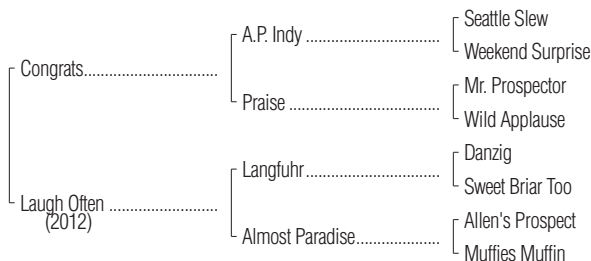 Seattle Slew
A.P. Indy
Weekend Surprise
Congrats
Mr. Prospector
Praise
Wild Applause
Danzig
Langfuhr
Sweet Briar Too
Laugh Often
(2012)
Allen's Prospect
Almost Paradise
Muffies Muffin